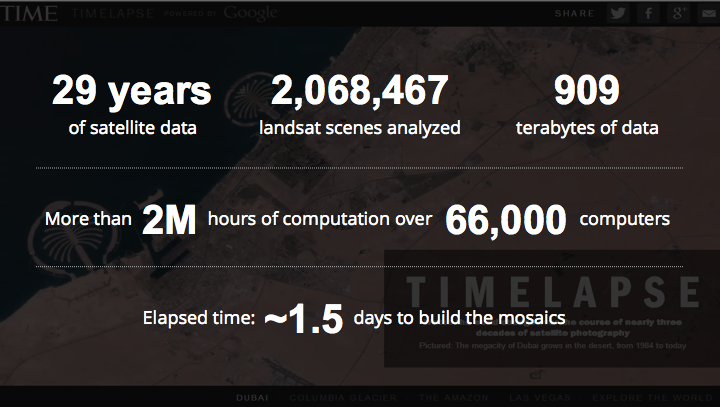 TIME TIMELAPSE POWERED BY Google SHARE
29 years 2,068,467 909
of satellite data landsat scenes analyzed terabytes of data
More than 2M hours of computation over 66,000 computers
TIMELAPSE
Elapsed time: ~1.5 days to build the mosaics
the course of nearly three
decades of satellite photography
Pictured: The megacity of Dubai grows in the desert, from 1984 to today
DUBAI COLUMBIA GLACIER THE AMAZON LAS VEGAS EXPLORE THE WORLD